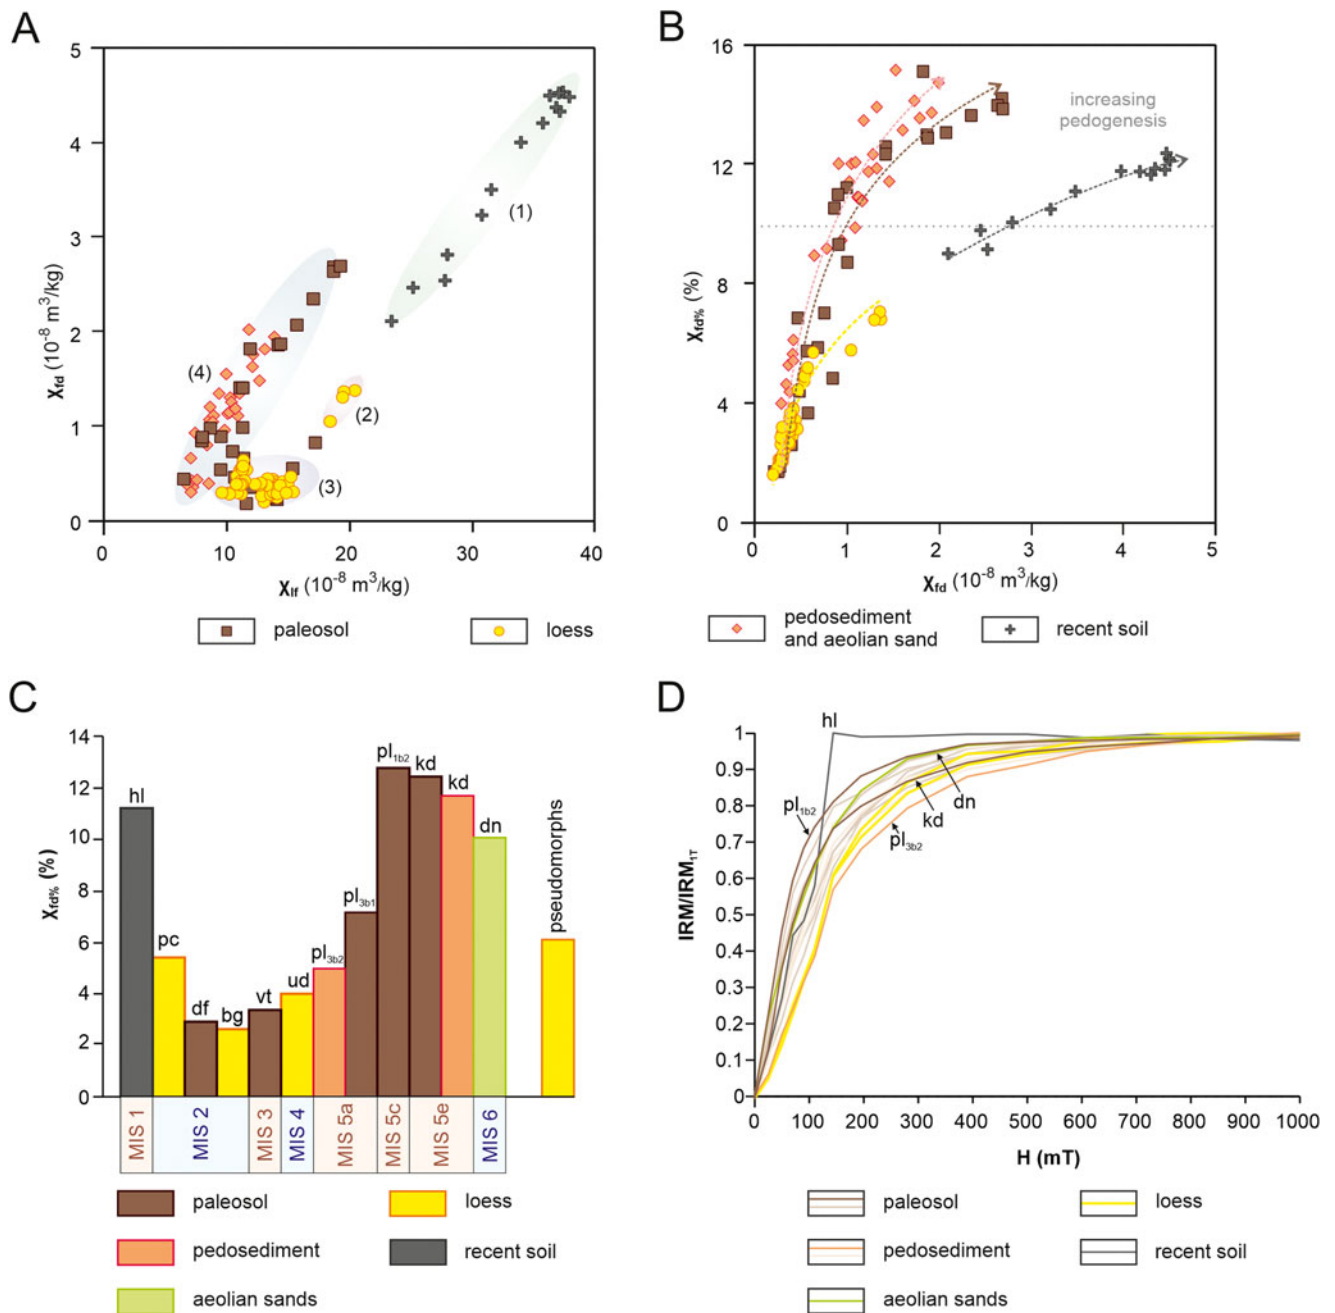 A
5
4
3
2
1
0
χfd (10-8 m3/kg)
(1)
(2)
(3)
(4)
0 10 20 30 40
χlf (10-8 m3/kg)
B
16
12
8
4
0
χfd% (%)
increasing
pedogenesis
0 1 2 3 4 5
χfd (10-8 m3/kg)
paleosol
loess
pedosediment
and aeolian sand
recent soil
C
14
12
10
8
6
4
2
0
χfd% (%)
hl
pc
df
bg
vt
ud
pl3b2
pl3b1
pl1b2
kd
kd
dn
pseudomorphs
MIS 1
MIS 2
MIS 3
MIS 4
MIS 5a
MIS 5c
MIS 5e
MIS 6
paleosol
loess
pedosediment
recent soil
aeolian sands
D
1
0.9
0.8
0.7
0.6
0.5
0.4
0.3
0.2
0.1
0
IRM/IRM1T
hl
pl1b2
dn
kd
pl3b2
0 100 200 300 400 500 600 700 800 900 1000
H (mT)
paleosol
loess
pedosediment
recent soil
aeolian sands